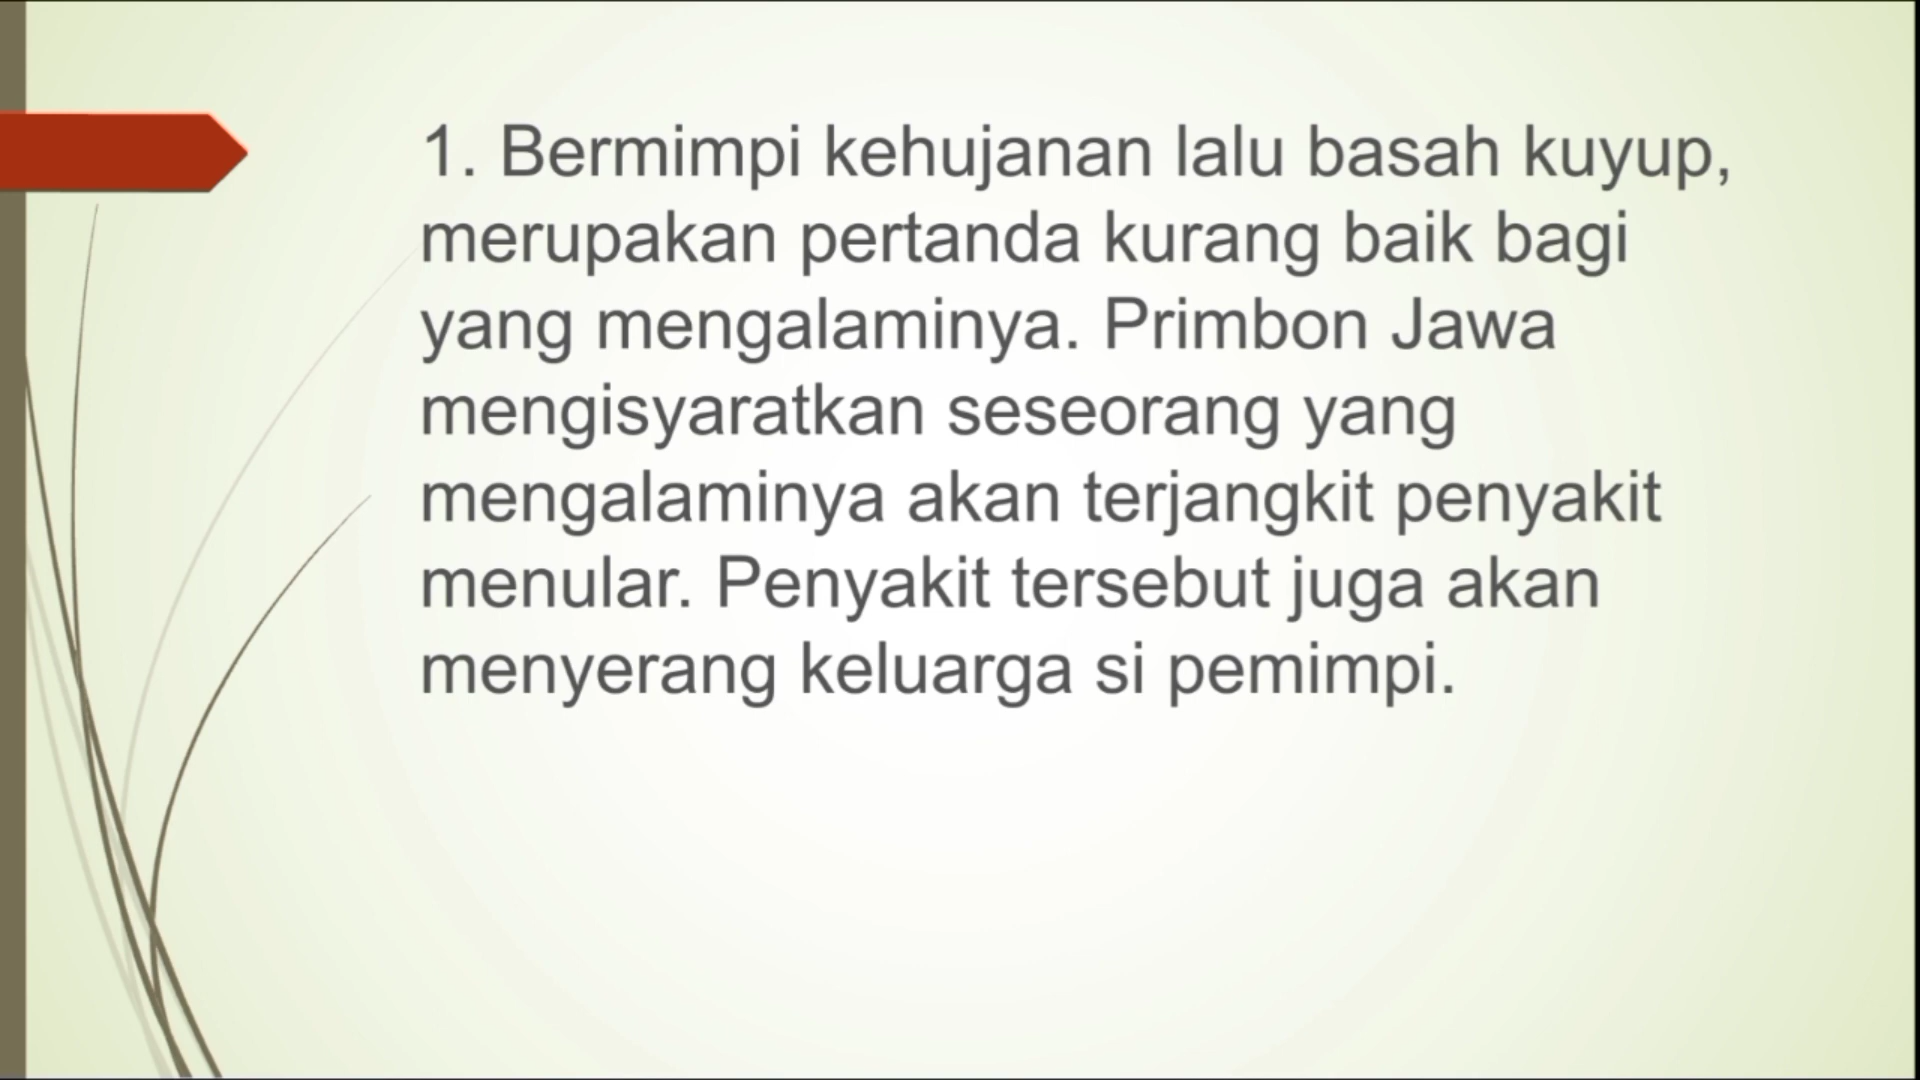 1. Bermimpi kehujanan lalu basah kuyup,
merupakan pertanda kurang baik bagi
yang mengalaminya. Primbon Jawa
mengisyaratkan seseorang yang
mengalaminya akan terjangkit penyakit
menular. Penyakit tersebut juga akan
menyerang keluarga si pemimpi.